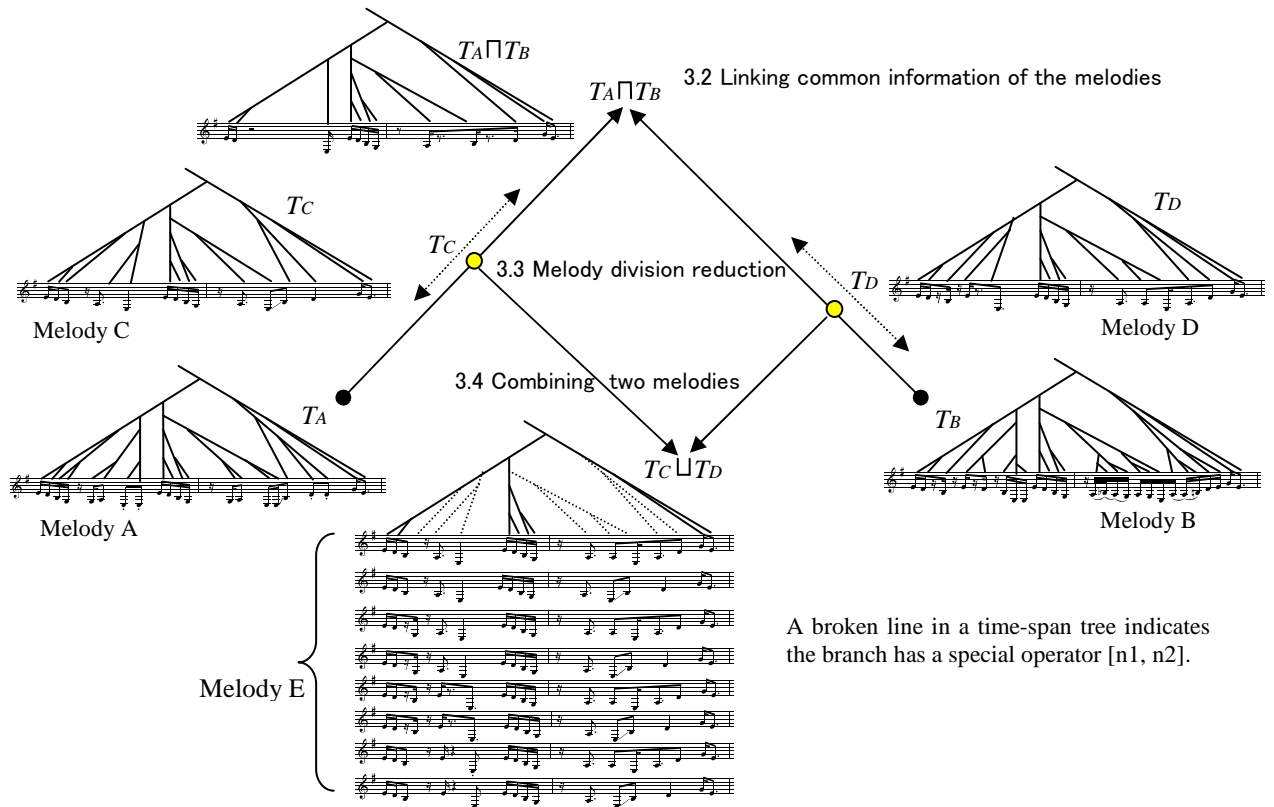 TA⊓TB
3.2 Linking common information of the melodies
TA⊓TB
TC
TD
TC
3.3 Melody division reduction
TD
Melody C
Melody D
3.4 Combining two melodies
TA
TB
TC⊔TD
Melody A
Melody B
A broken line in a time-span tree indicates
the branch has a special operator [n1, n2].
Melody E